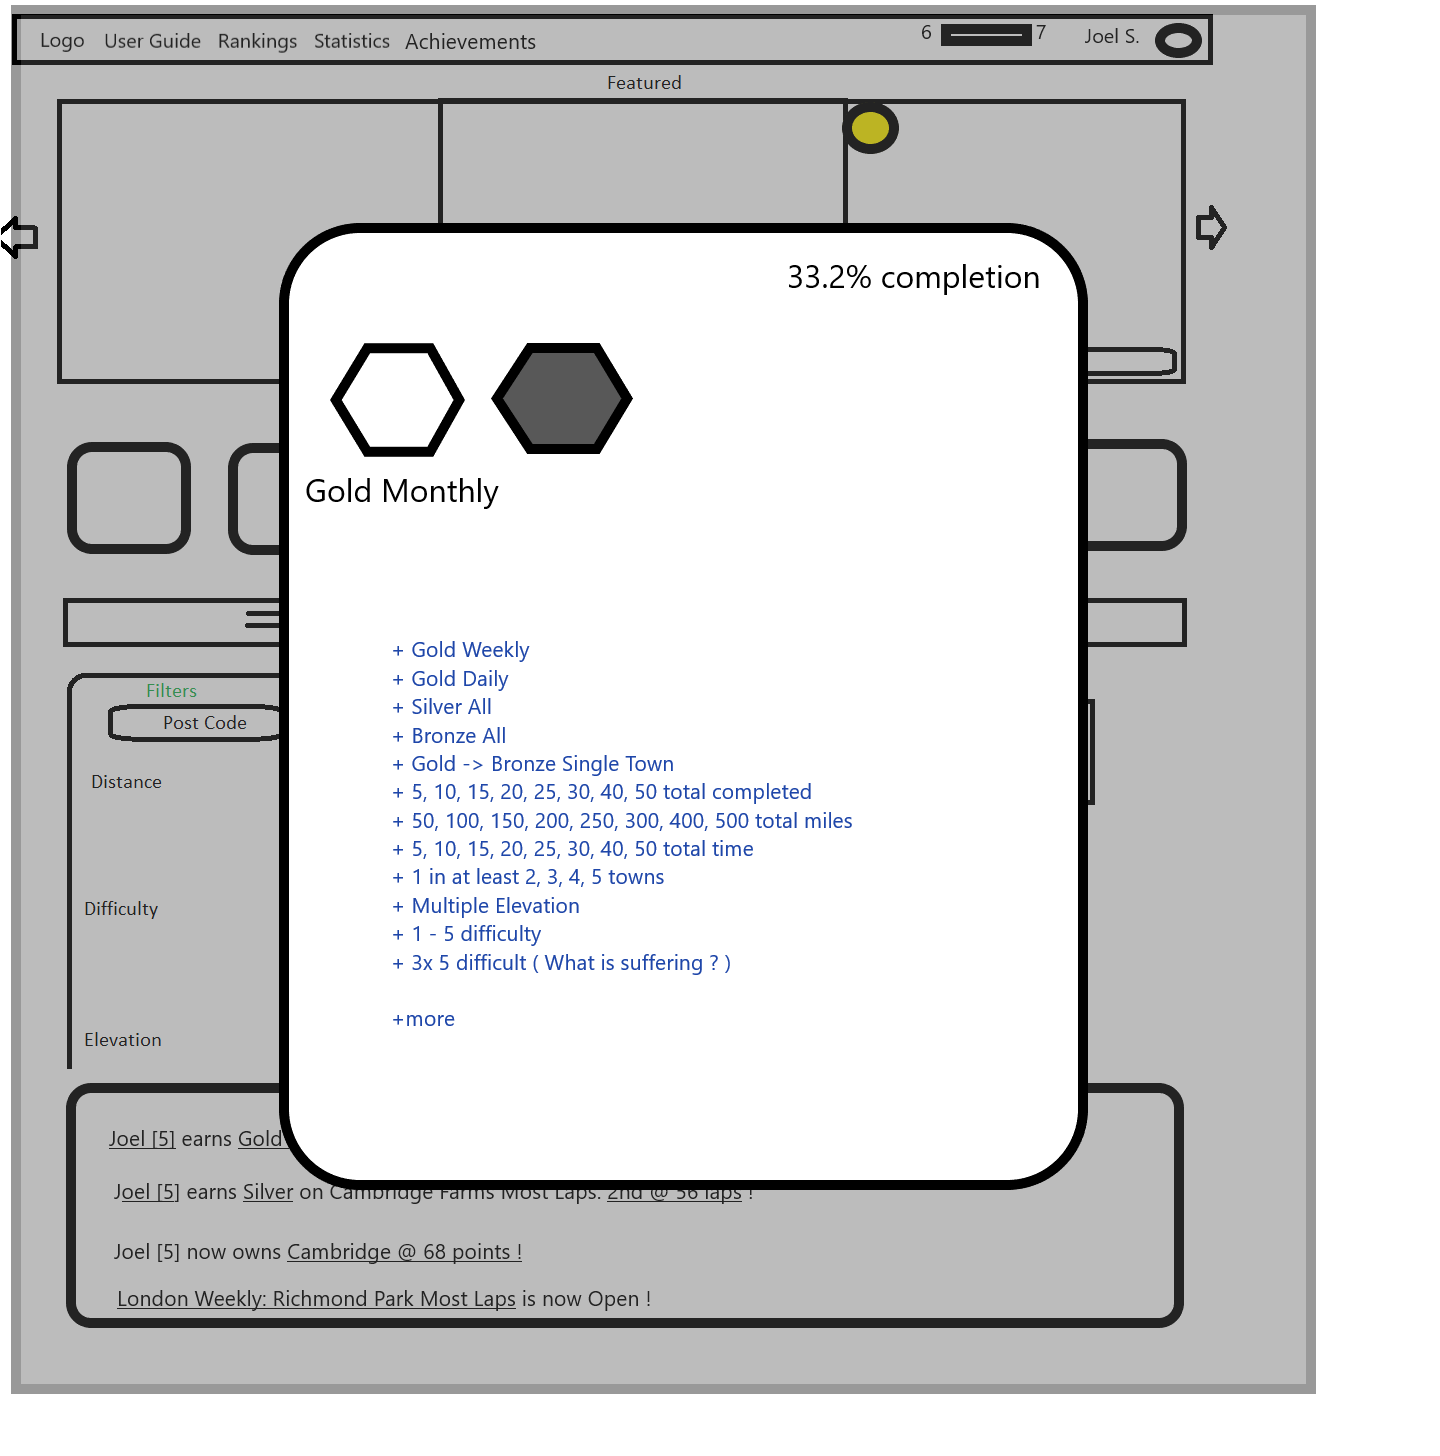 Logo User Guide Rankings Statistics Achievements 6 7 Joel S.
Featured
33.2% completion
Gold Monthly
+ Gold Weekly
+ Gold Daily
+ Silver All
+ Bronze All
+ Gold -> Bronze Single Town
+ 5, 10, 15, 20, 25, 30, 40, 50 total completed
+ 50, 100, 150, 200, 250, 300, 400, 500 total miles
+ 5, 10, 15, 20, 25, 30, 40, 50 total time
+ 1 in at least 2, 3, 4, 5 towns
+ Multiple Elevation
+ 1 - 5 difficulty
+ 3x 5 difficult ( What is suffering ? )
+more
Filters
Post Code
Distance
Difficulty
Elevation
Joel [5] earns Gold
Joel [5] earns Silver on Cambridge Farms Most Laps. 2nd @ 56 laps !
Joel [5] now owns Cambridge @ 68 points !
London Weekly: Richmond Park Most Laps is now Open !